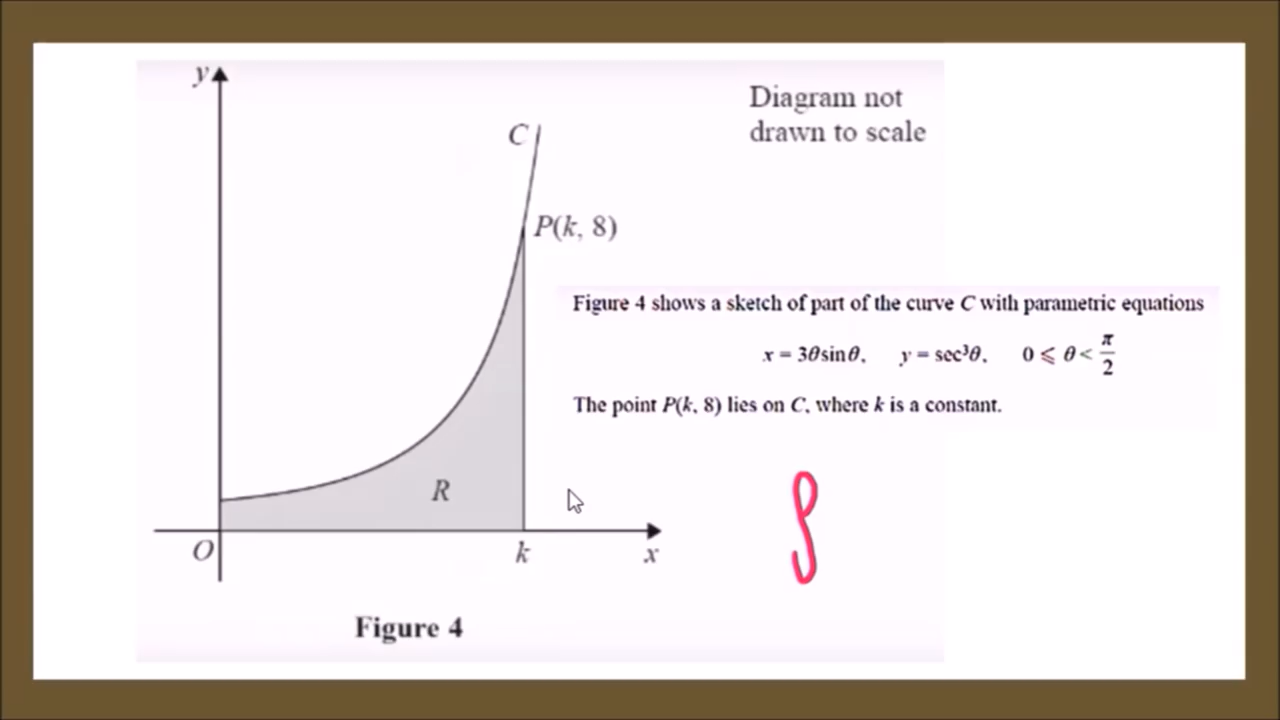 y
Diagram not
drawn to scale
C
P(k, 8)
Figure 4 shows a sketch of part of the curve C with parametric equations
x = 3θsinθ, y = sec³θ, 0 ⩽ θ < π/2
The point P(k, 8) lies on C, where k is a constant.
R
O k x
Figure 4